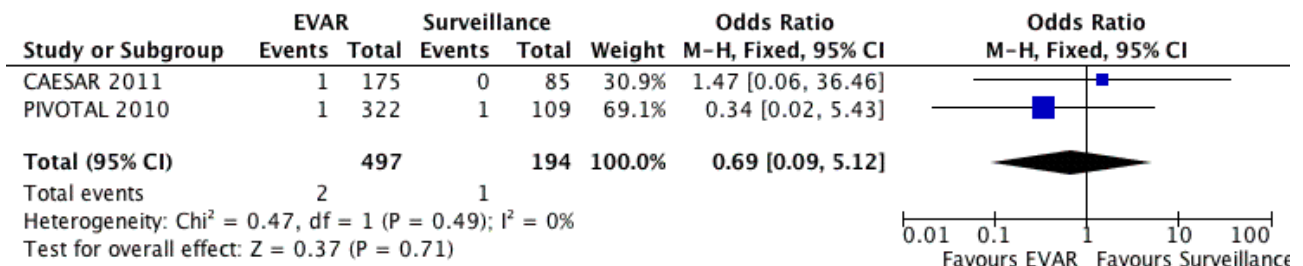 EVAR Surveillance Odds Ratio Odds Ratio
Study or Subgroup Events Total Events Total Weight M-H, Fixed, 95% CI M-H, Fixed, 95% CI
CAESAR 2011 1 175 0 85 30.9% 1.47 [0.06, 36.46]
PIVOTAL 2010 1 322 1 109 69.1% 0.34 [0.02, 5.43]
Total (95% CI) 497 194 100.0% 0.69 [0.09, 5.12]
Total events 2 1
Heterogeneity: Chi² = 0.47, df = 1 (P = 0.49); I² = 0%
Test for overall effect: Z = 0.37 (P = 0.71)
0.01 0.1 1 10 100
Favours EVAR Favours Surveillance